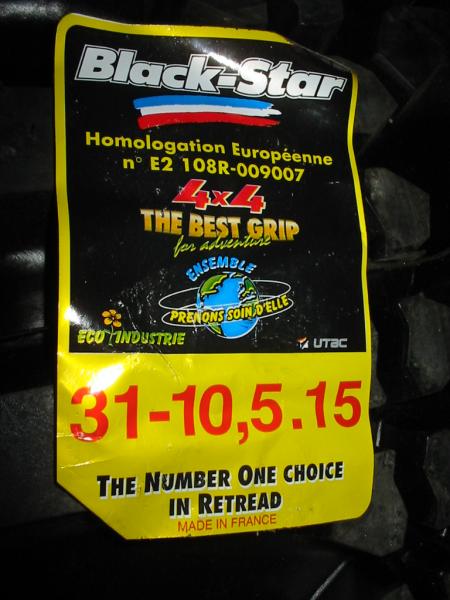 Black-Star
Homologation Européenne
n° E2 108R-009007
4x4
THE BEST GRIP
for adventure
ENSEMBLE
PRENONS SOIN D'ELLE
ECO INDUSTRIE
UTAC
31-10,5.15
THE NUMBER ONE CHOICE
IN RETREAD
MADE IN FRANCE